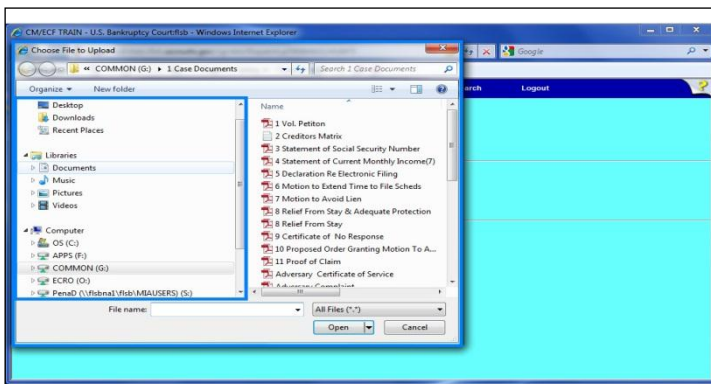 CM/ECF TRAIN - U.S. Bankruptcy Court:flsb - Windows Internet Explorer
Choose File to Upload
Google
« COMMON (G:) ▸ 1 Case Documents
Search 1 Case Documents
Organize New folder
arch Logout
Desktop
Downloads
Recent Places
Libraries
Documents
Music
Pictures
Videos
Computer
OS (C:)
APPS (F:)
COMMON (G:)
ECRO (O:)
PenaD (\\flsbna1\flsb\MIAUSERS) (S:)
Name
1 Vol. Petiton
2 Creditors Matrix
3 Statement of Social Security Number
4 Statement of Current Monthly Income(7)
5 Declaration Re Electronic Filing
6 Motion to Extend Time to File Scheds
7 Motion to Avoid Lien
8 Relief From Stay & Adequate Protection
8 Relief From Stay
9 Certificate of No Response
10 Proposed Order Granting Motion To A...
11 Proof of Claim
Adversary Certificate of Service
Adversary Complaint
File name:
All Files (*.*)
Open Cancel